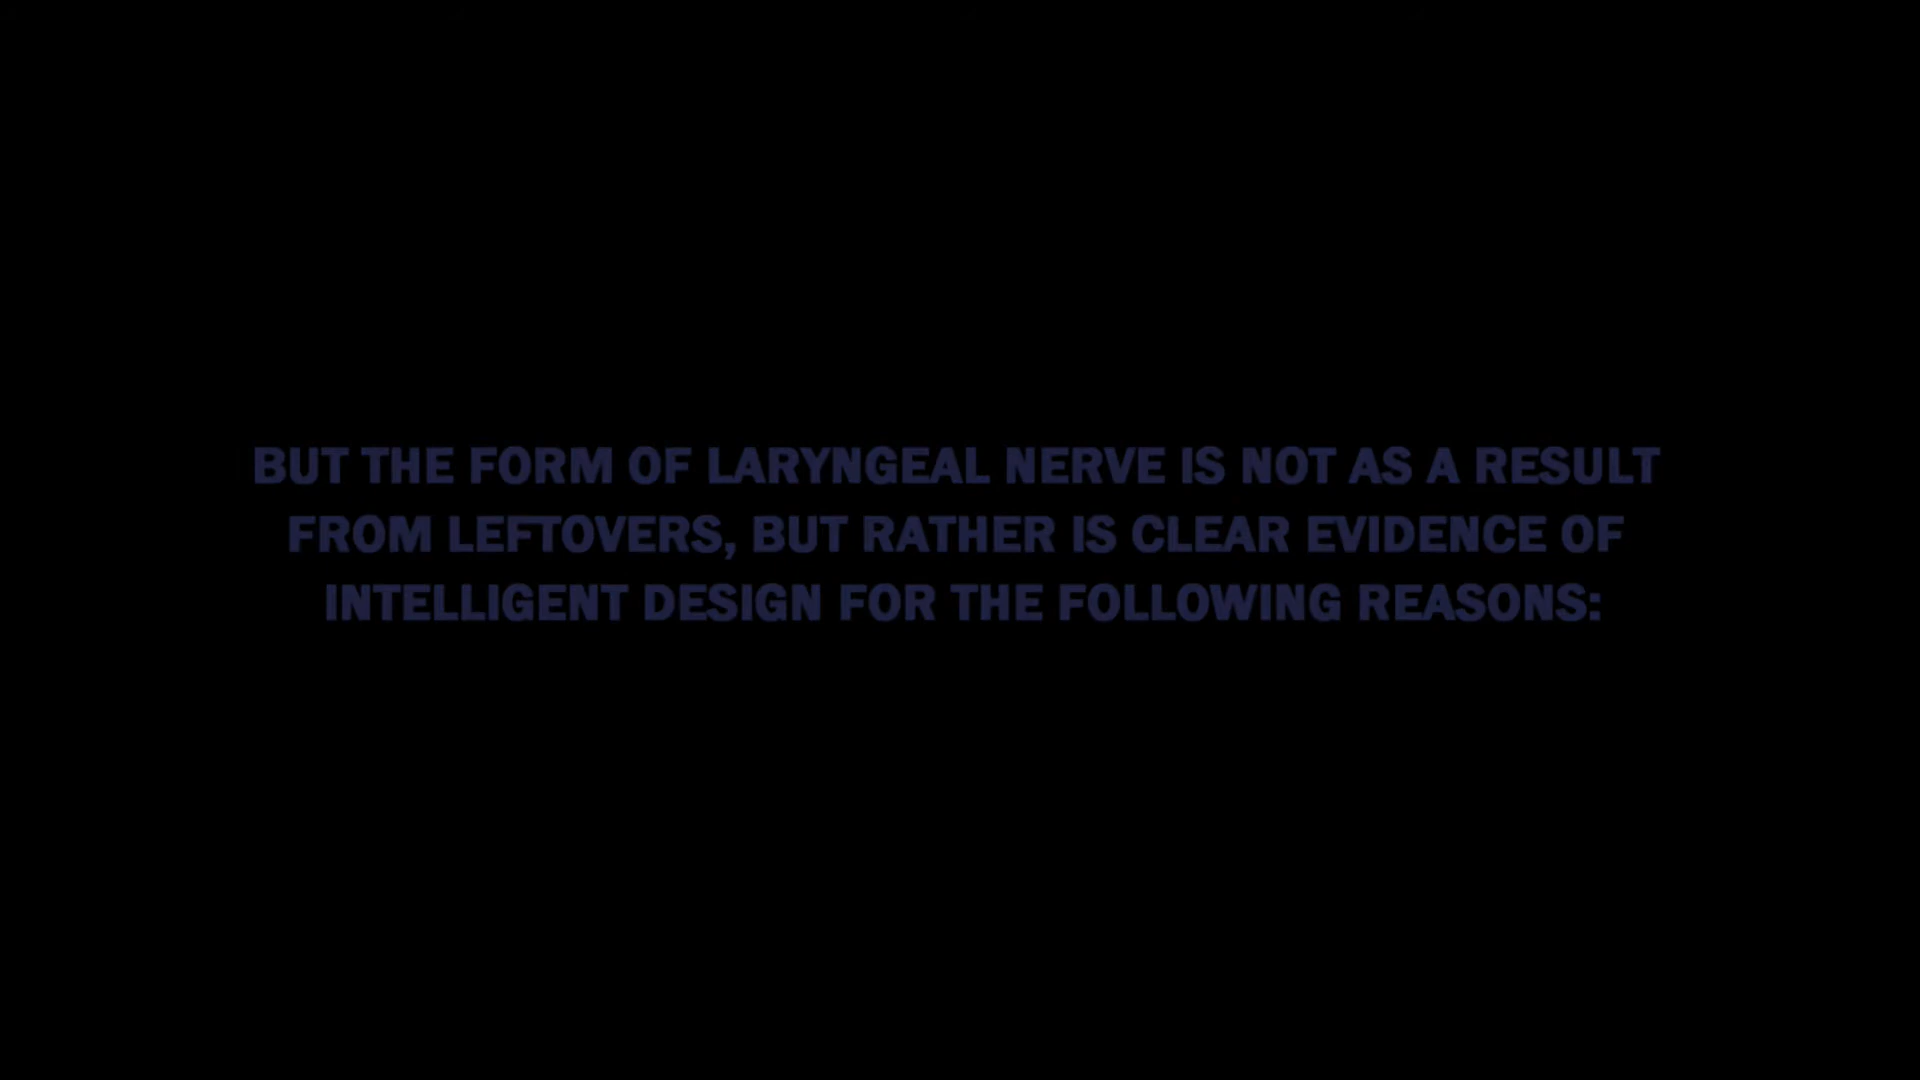 BUT THE FORM OF LARYNGEAL NERVE IS NOT AS A RESULT
FROM LEFTOVERS, BUT RATHER IS CLEAR EVIDENCE OF
INTELLIGENT DESIGN FOR THE FOLLOWING REASONS: